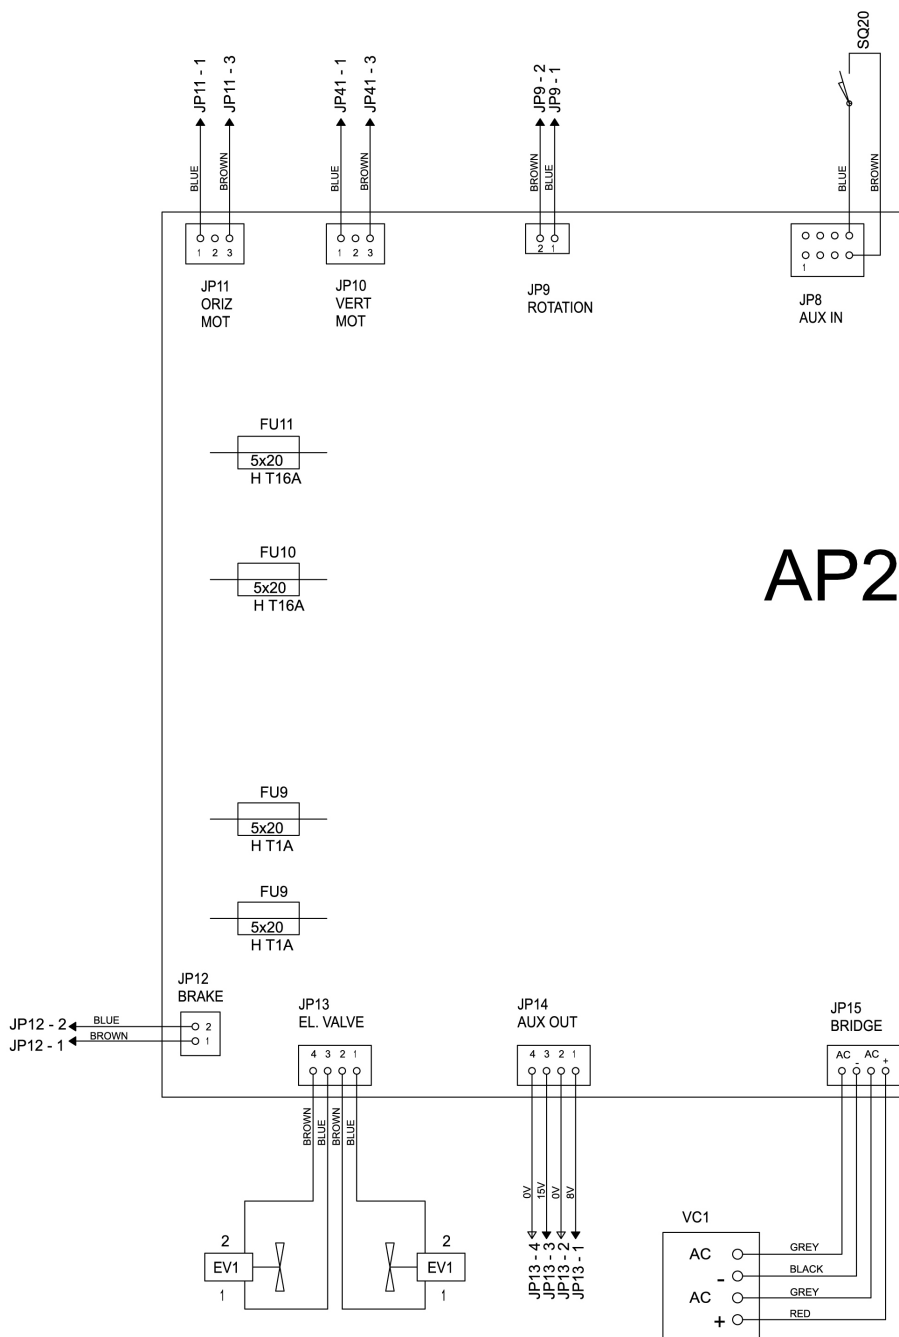 SQ20
JP11 - 1
JP11 - 3
JP41 - 1
JP41 - 3
JP9 - 2
JP9 - 1
BLUE
BROWN
BLUE
BROWN
BROWN
BLUE
BLUE
BROWN
1 2 3
1 2 3
2 1
1
JP11
ORIZ
MOT
JP10
VERT
MOT
JP9
ROTATION
JP8
AUX IN
FU11
5x20
H T16A
FU10
5x20
H T16A
AP2
FU9
5x20
H T1A
FU9
5x20
H T1A
JP12
BRAKE
JP12 - 2
BLUE
2
JP12 - 1
BROWN
1
JP13
EL. VALVE
4 3 2 1
JP14
AUX OUT
4 3 2 1
JP15
BRIDGE
AC - AC +
BROWN
BLUE
BROWN
BLUE
0V
15V
0V
8V
JP13 - 4
JP13 - 3
JP13 - 2
JP13 - 1
2
EV1
1
2
EV1
1
VC1
AC
GREY
-
BLACK
AC
GREY
+
RED